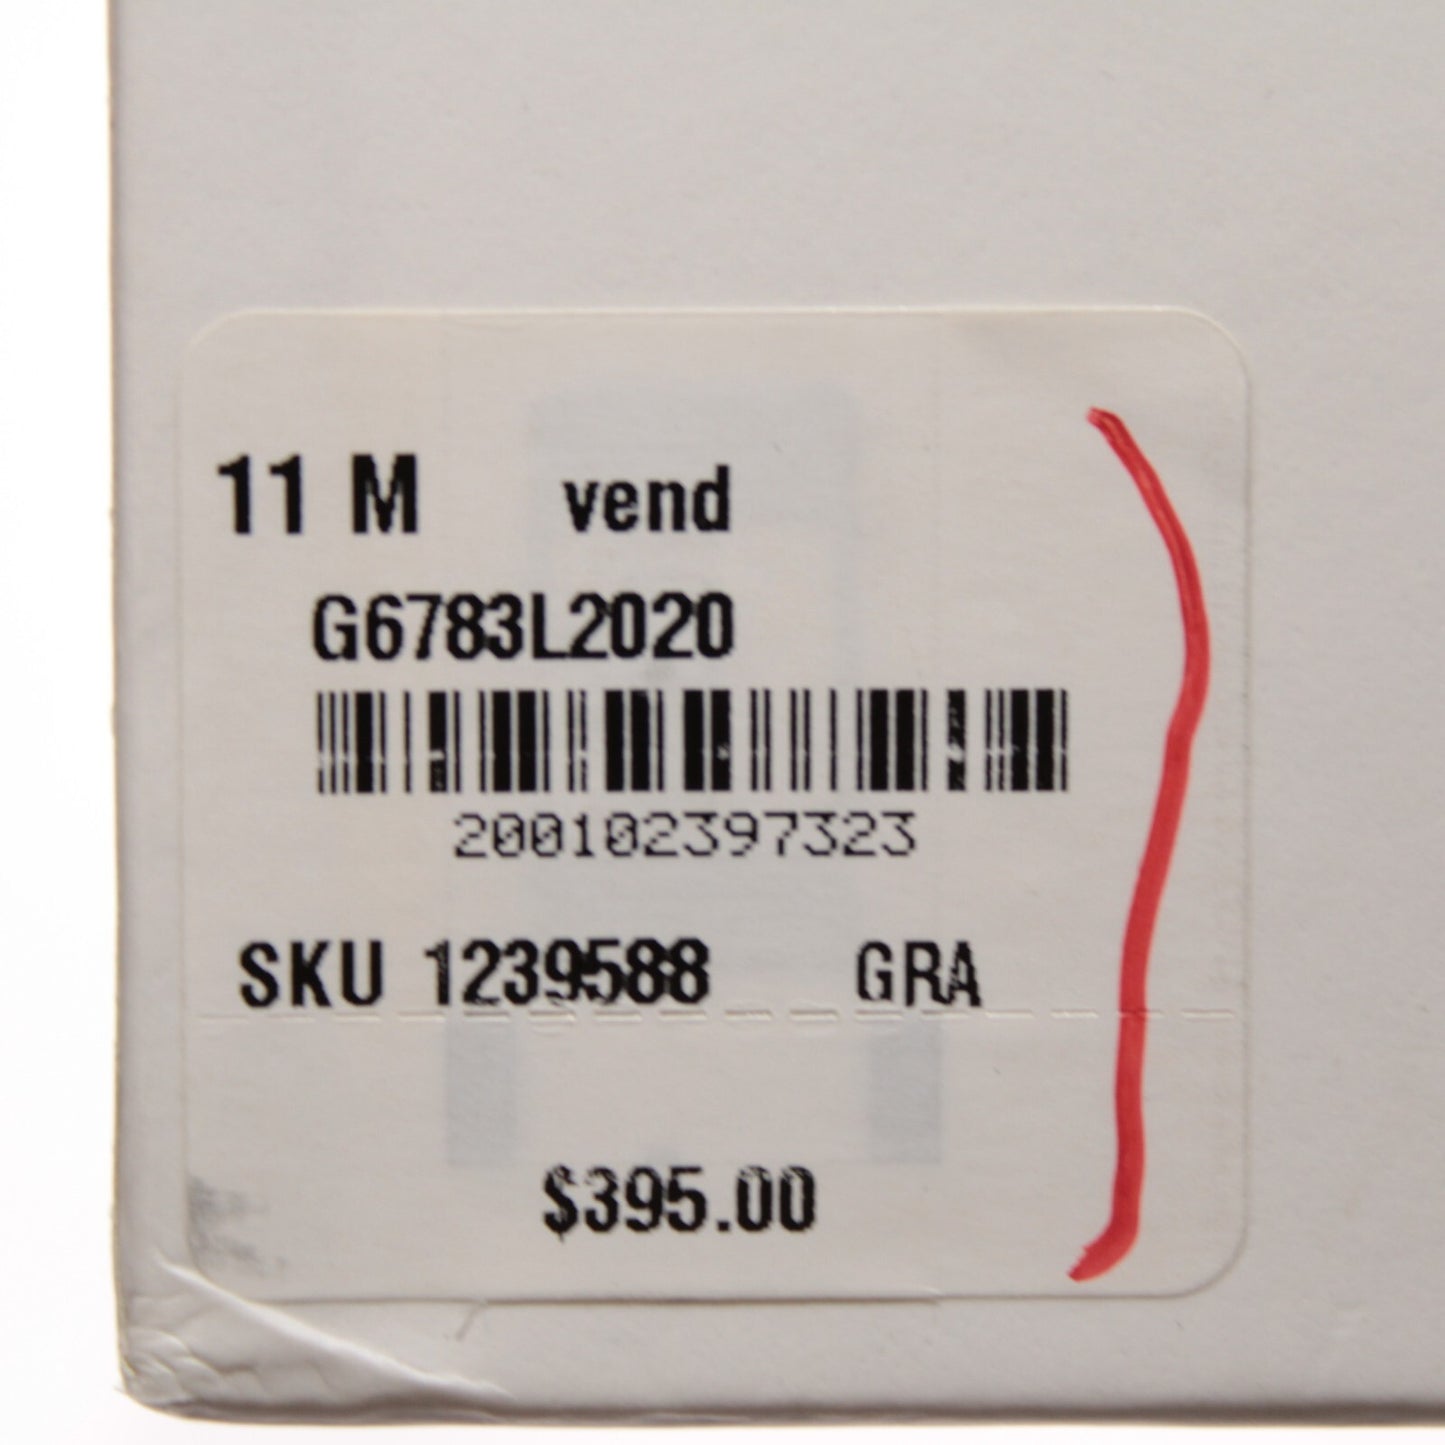 11 M vend
G6783L2020
200102397323
SKU 1239588 GRA
$395.00